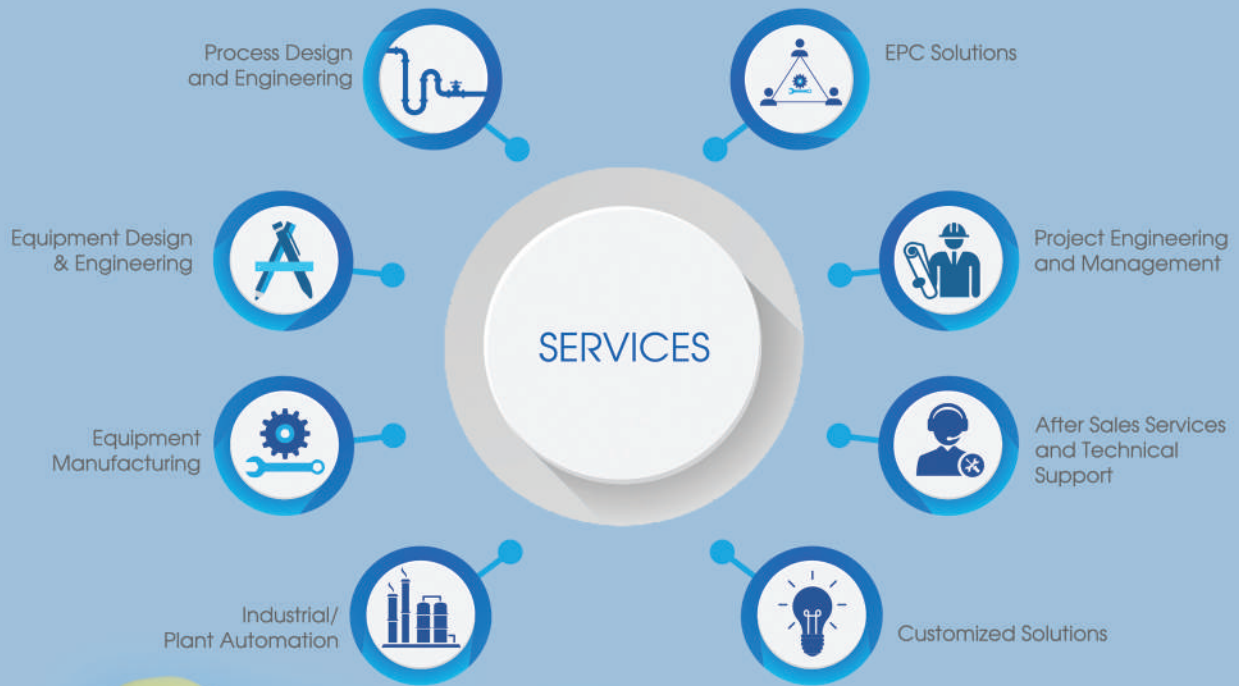 Process Design
and Engineering
EPC Solutions
Equipment Design
& Engineering
Project Engineering
and Management
SERVICES
Equipment
Manufacturing
After Sales Services
and Technical
Support
Industrial/
Plant Automation
Customized Solutions